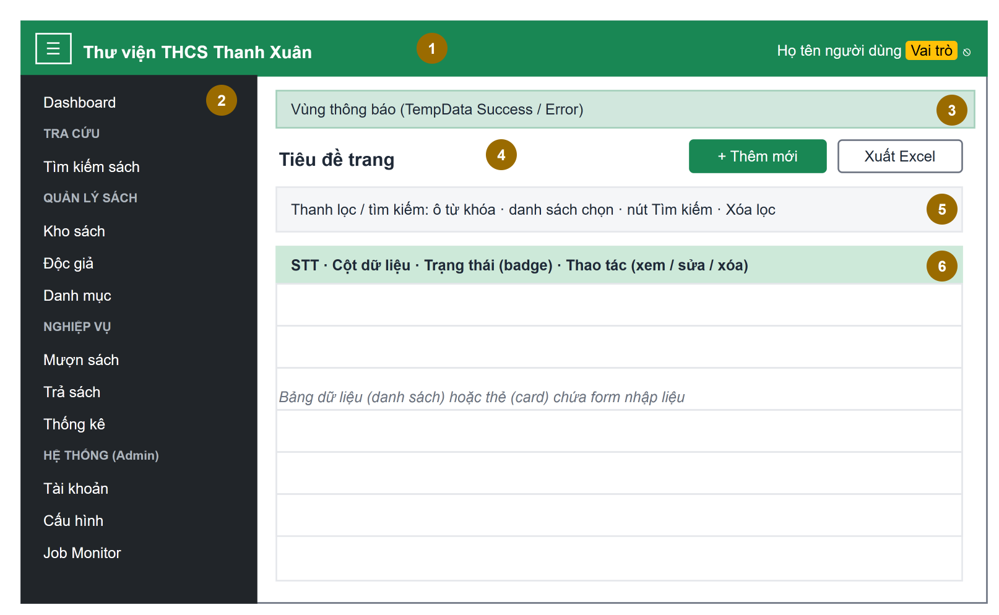 ☰ Thư viện THCS Thanh Xuân 1 Họ tên người dùng Vai trò ⎋
Dashboard 2
TRA CỨU
Tìm kiếm sách
QUẢN LÝ SÁCH
Kho sách
Độc giả
Danh mục
NGHIỆP VỤ
Mượn sách
Trả sách
Thống kê
HỆ THỐNG (Admin)
Tài khoản
Cấu hình
Job Monitor
Vùng thông báo (TempData Success / Error) 3
Tiêu đề trang 4 + Thêm mới Xuất Excel
Thanh lọc / tìm kiếm: ô từ khóa · danh sách chọn · nút Tìm kiếm · Xóa lọc 5
STT · Cột dữ liệu · Trạng thái (badge) · Thao tác (xem / sửa / xóa) 6
Bảng dữ liệu (danh sách) hoặc thẻ (card) chứa form nhập liệu